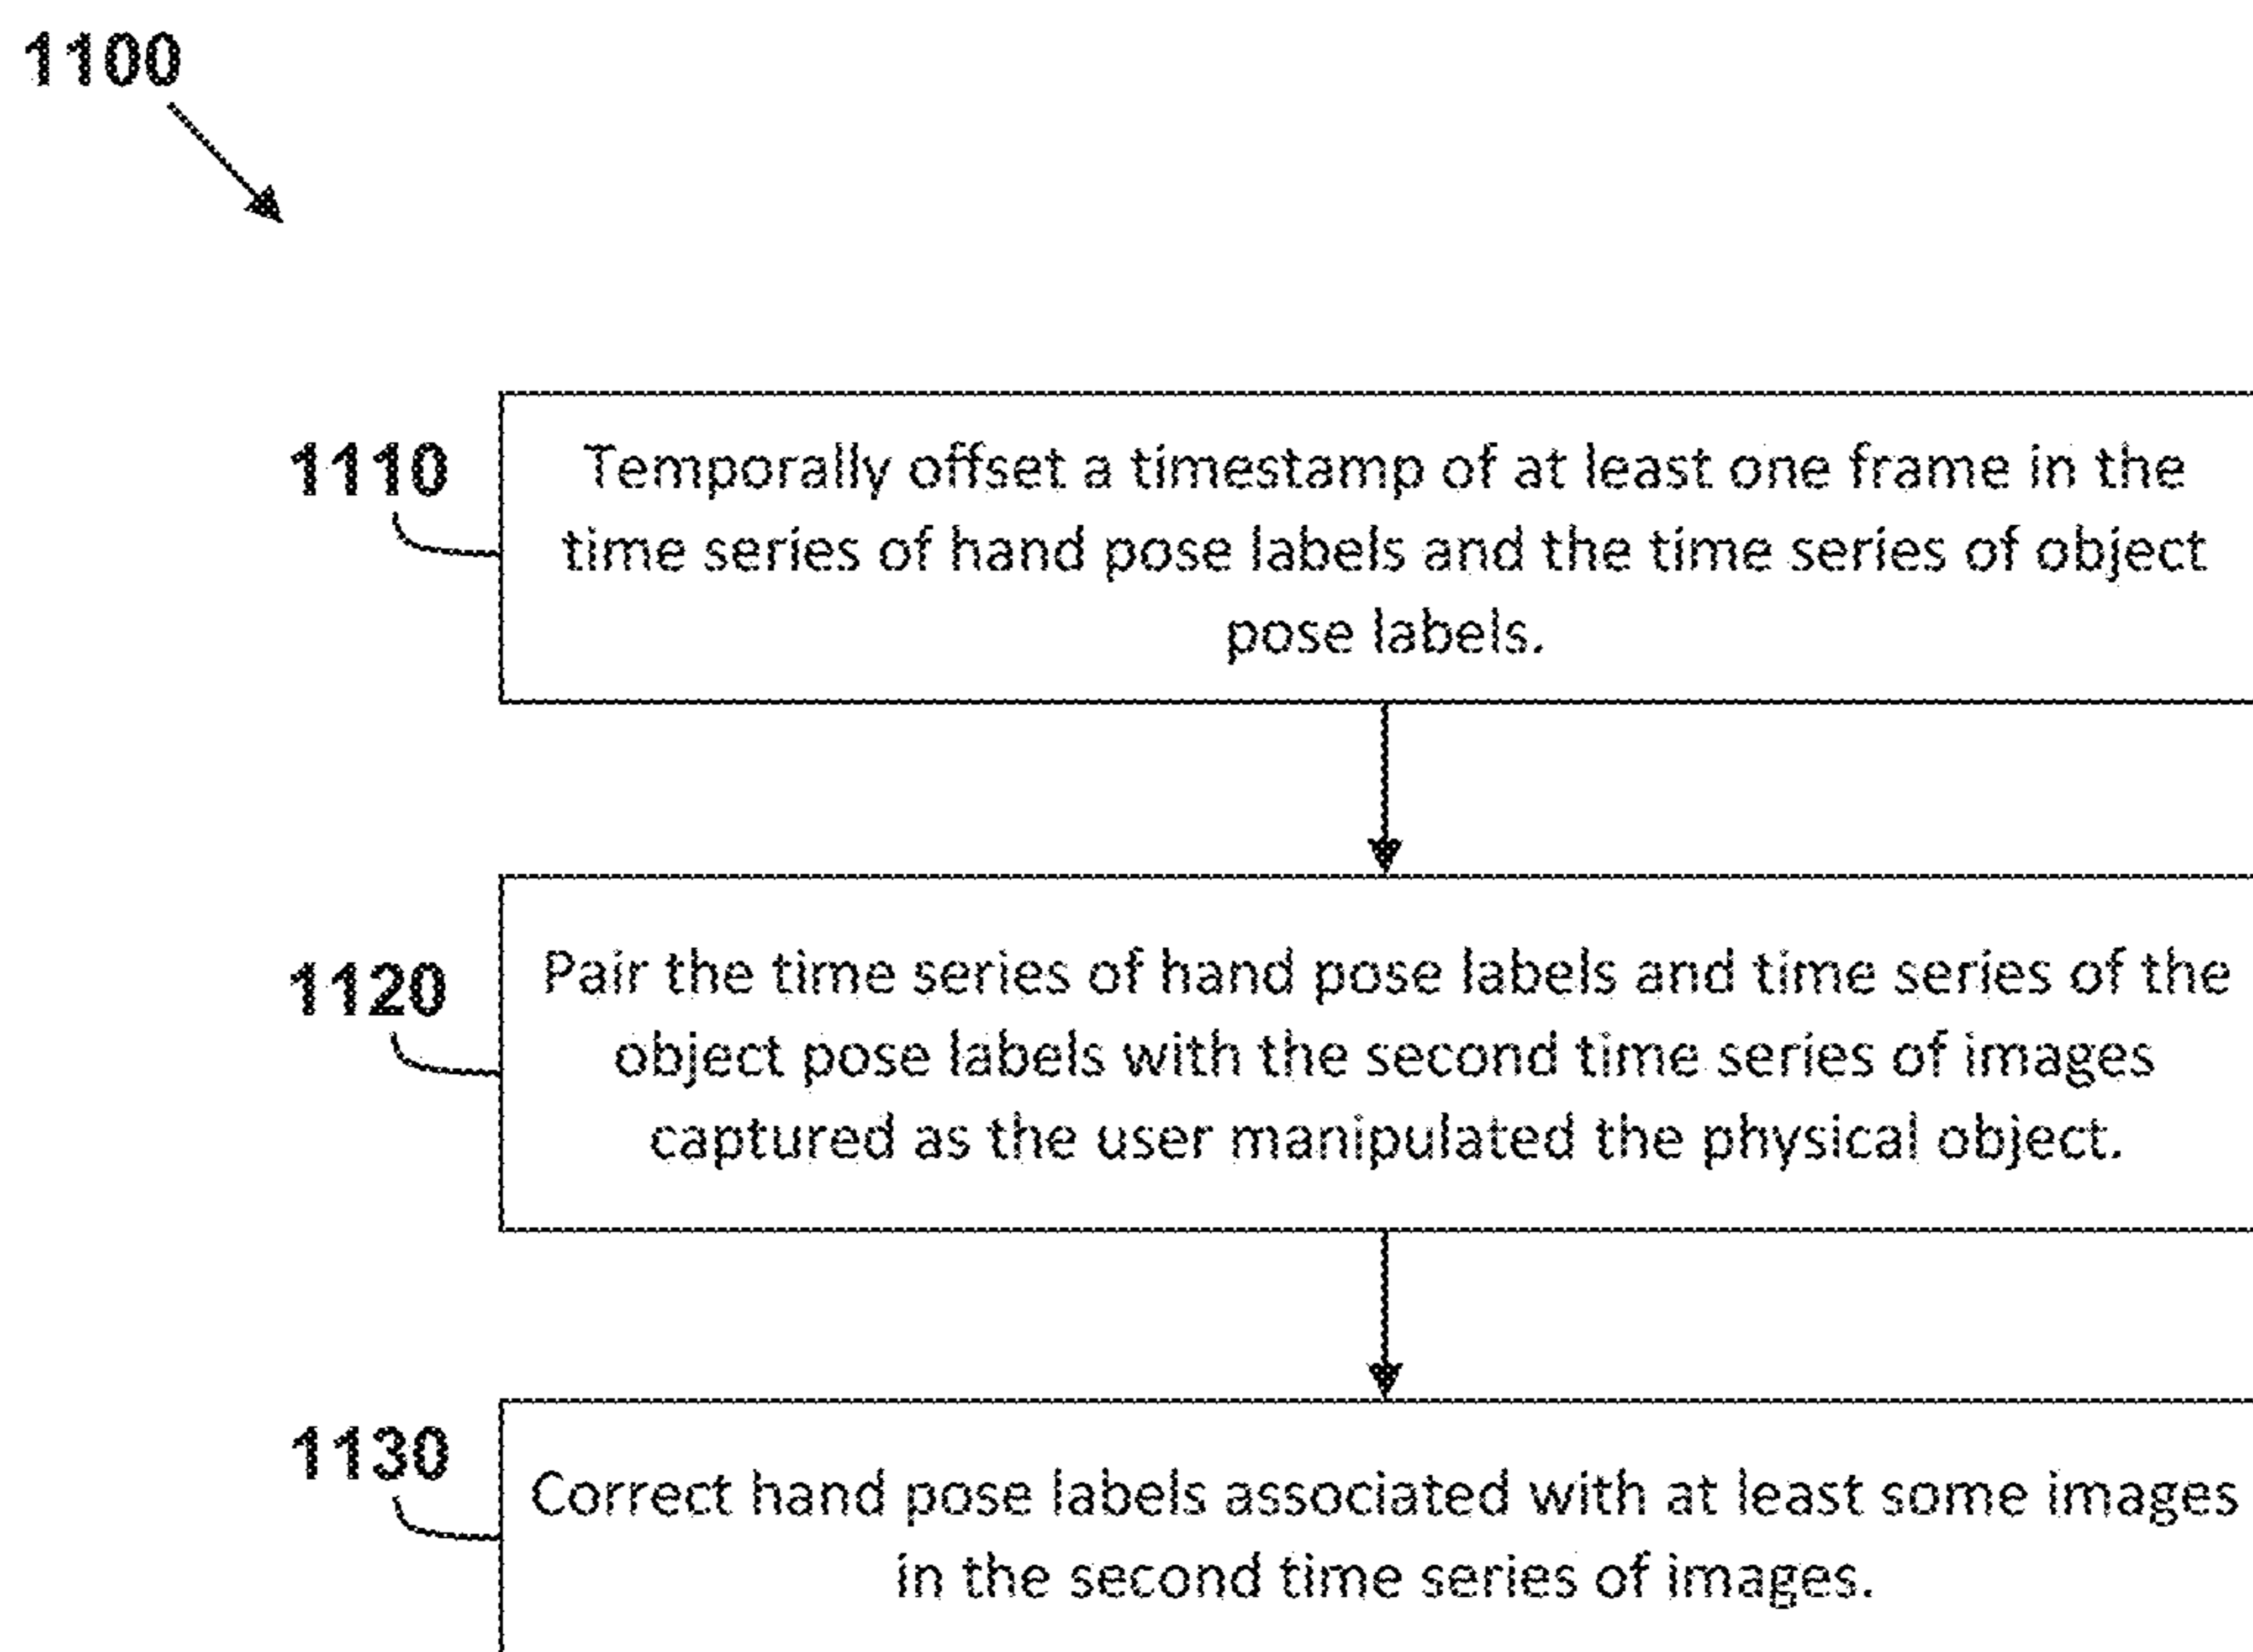 1100
1110
Temporally offset a timestamp of at least one frame in the
time series of hand pose labels and the time series of object
pose labels.
1120
Pair the time series of hand pose labels and time series of the
object pose labels with the second time series of images
captured as the user manipulated the physical object.
1130
Correct hand pose labels associated with at least some images
in the second time series of images.